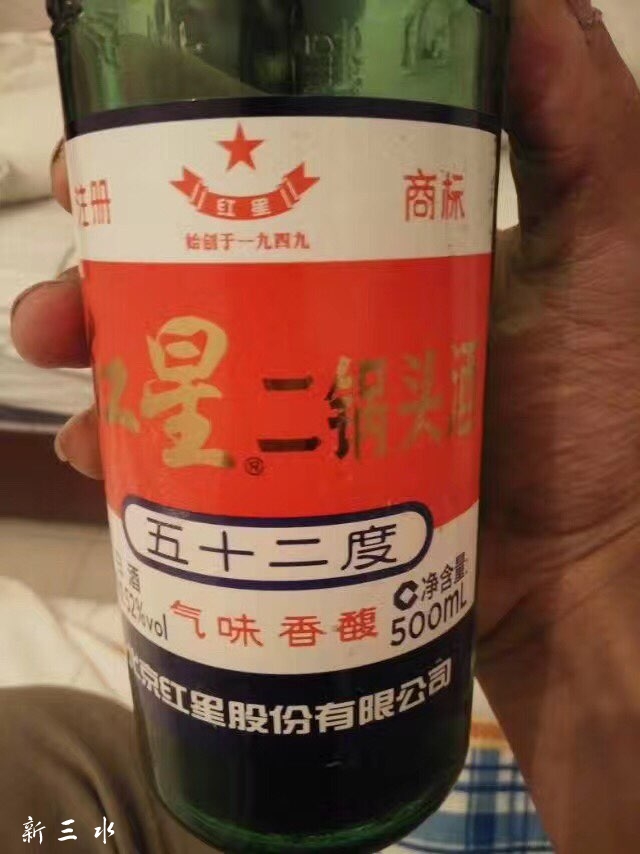 注册
红星
商标
始创于一九四九
红星®二锅头酒
五十二度
白酒
52%vol
气味香馥
净含量:
500mL
北京红星股份有限公司
新三水